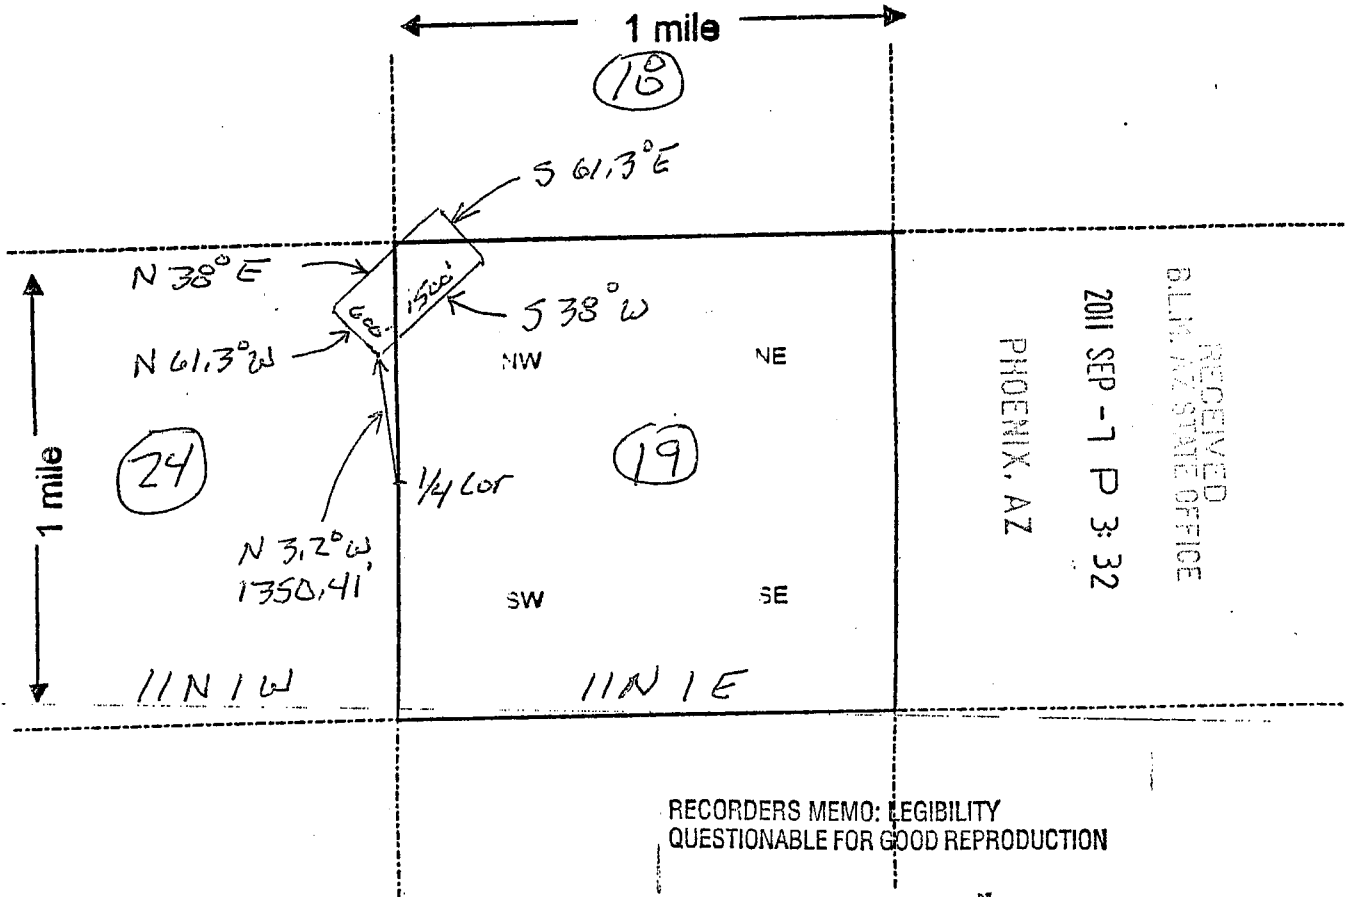 1 mile
18
S 61.3° E
N 38° E
1500'
600'
S 38° W
N 61.3° W
NW
NE
1 mile
24
19
1/4 Cor
N 3.2° W
1350.41'
SW
SE
11N 1W
11N 1E
RECEIVED
B.L.M. AZ STATE OFFICE
2011 SEP -7 P 3:32
PHOENIX, AZ
RECORDERS MEMO: LEGIBILITY
QUESTIONABLE FOR GOOD REPRODUCTION